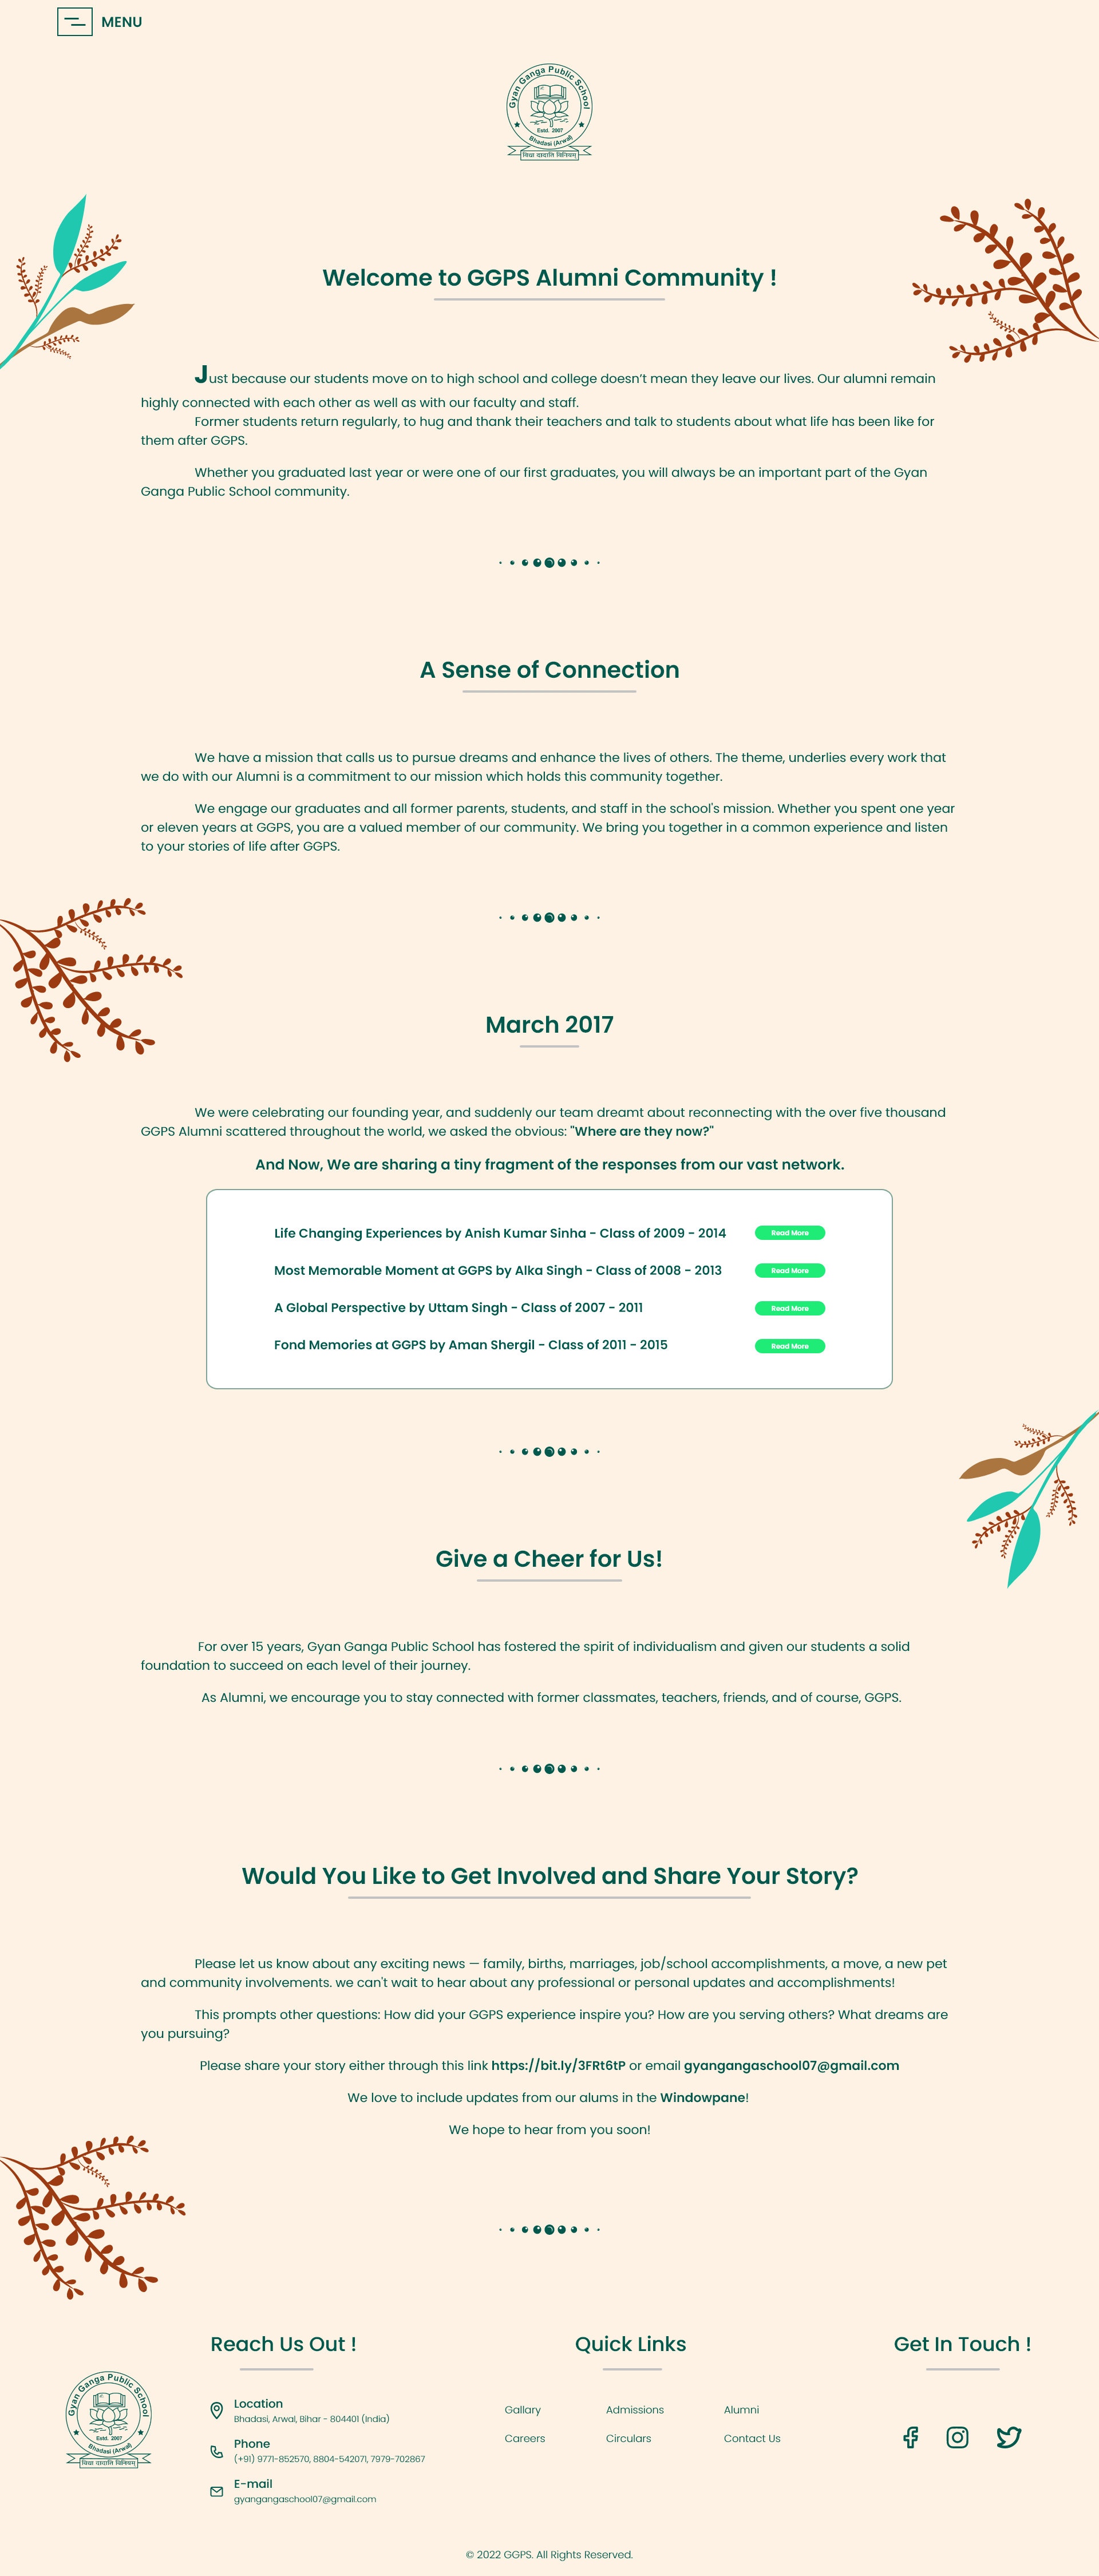 MENU
Gyan Ganga Public School
Estd. 2007
Bhadasi (Arwal)
Welcome to GGPS Alumni Community !
Just because our students move on to high school and college doesn’t mean they leave our lives. Our alumni remain
highly connected with each other as well as with our faculty and staff.
Former students return regularly, to hug and thank their teachers and talk to students about what life has been like for
them after GGPS.
Whether you graduated last year or were one of our first graduates, you will always be an important part of the Gyan
Ganga Public School community.
A Sense of Connection
We have a mission that calls us to pursue dreams and enhance the lives of others. The theme, underlies every work that
we do with our Alumni is a commitment to our mission which holds this community together.
We engage our graduates and all former parents, students, and staff in the school's mission. Whether you spent one year
or eleven years at GGPS, you are a valued member of our community. We bring you together in a common experience and listen
to your stories of life after GGPS.
March 2017
We were celebrating our founding year, and suddenly our team dreamt about reconnecting with the over five thousand
GGPS Alumni scattered throughout the world, we asked the obvious: "Where are they now?"
And Now, We are sharing a tiny fragment of the responses from our vast network.
Life Changing Experiences by Anish Kumar Sinha - Class of 2009 - 2014 Read More
Most Memorable Moment at GGPS by Alka Singh - Class of 2008 - 2013 Read More
A Global Perspective by Uttam Singh - Class of 2007 - 2011 Read More
Fond Memories at GGPS by Aman Shergil - Class of 2011 - 2015 Read More
Give a Cheer for Us!
For over 15 years, Gyan Ganga Public School has fostered the spirit of individualism and given our students a solid
foundation to succeed on each level of their journey.
As Alumni, we encourage you to stay connected with former classmates, teachers, friends, and of course, GGPS.
Would You Like to Get Involved and Share Your Story?
Please let us know about any exciting news — family, births, marriages, job/school accomplishments, a move, a new pet
and community involvements. we can't wait to hear about any professional or personal updates and accomplishments!
This prompts other questions: How did your GGPS experience inspire you? How are you serving others? What dreams are
you pursuing?
Please share your story either through this link https://bit.ly/3FRt6tP or email gyangangaschool07@gmail.com
We love to include updates from our alums in the Windowpane!
We hope to hear from you soon!
Gyan Ganga Public School
Estd. 2007
Bhadasi (Arwal)
Reach Us Out !
Location
Bhadasi, Arwal, Bihar - 804401 (India)
Phone
(+91) 9771-852570, 8804-542071, 7979-702867
E-mail
gyangangaschool07@gmail.com
Quick Links
Gallary Admissions Alumni
Careers Circulars Contact Us
Get In Touch !
© 2022 GGPS. All Rights Reserved.